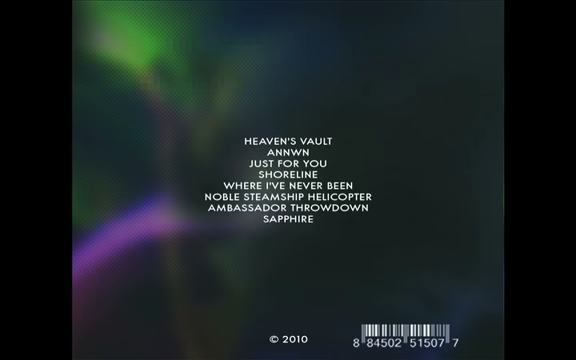 HEAVEN'S VAULT
ANNWN
JUST FOR YOU
SHORELINE
WHERE I'VE NEVER BEEN
NOBLE STEAMSHIP HELICOPTER
AMBASSADOR THROWDOWN
SAPPHIRE
© 2010
8 84502 51507 7